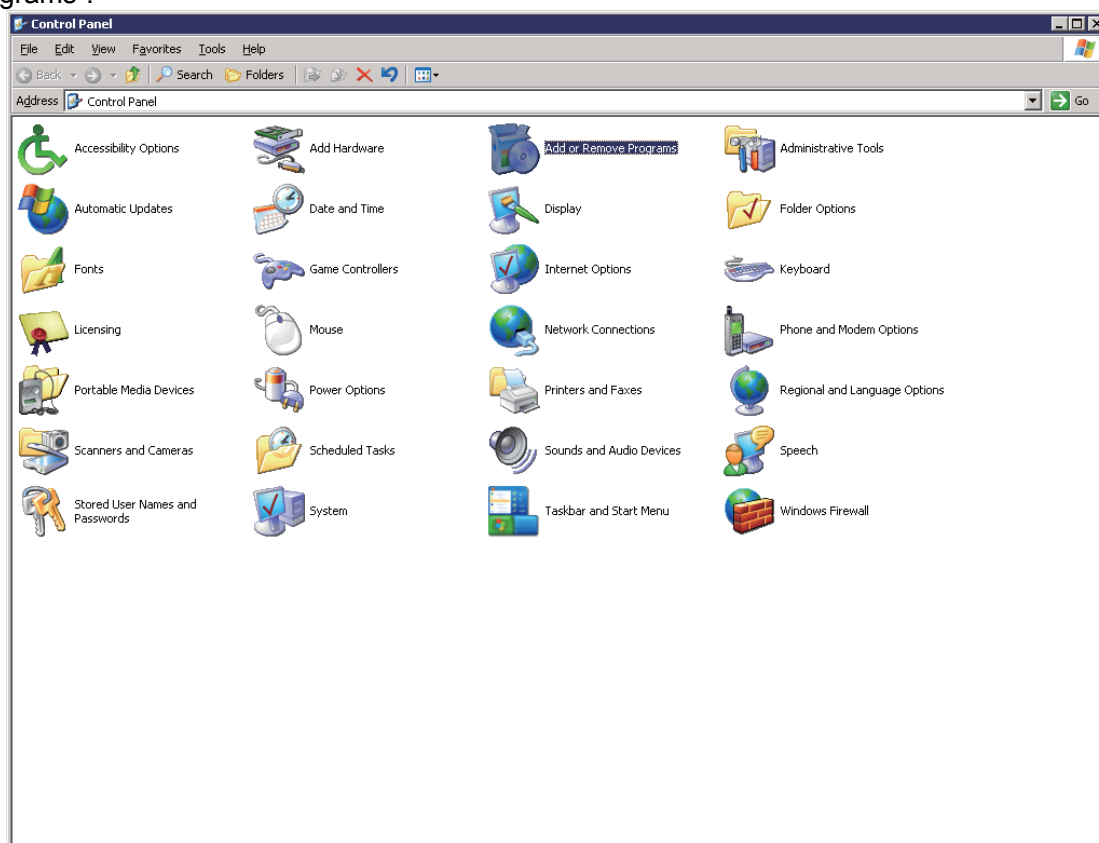 grams".
Control Panel
File Edit View Favorites Tools Help
Back Search Folders
Address Control Panel Go
Accessibility Options Add Hardware Add or Remove Programs Administrative Tools
Automatic Updates Date and Time Display Folder Options
Fonts Game Controllers Internet Options Keyboard
Licensing Mouse Network Connections Phone and Modem Options
Portable Media Devices Power Options Printers and Faxes Regional and Language Options
Scanners and Cameras Scheduled Tasks Sounds and Audio Devices Speech
Stored User Names and
Passwords System Taskbar and Start Menu Windows Firewall